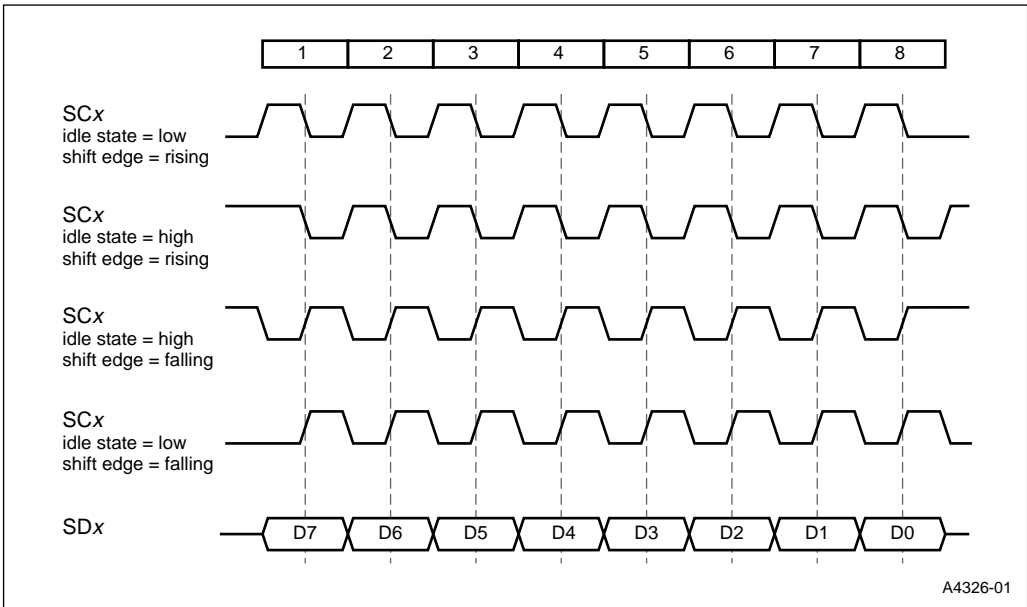 1 2 3 4 5 6 7 8
SCx
idle state = low
shift edge = rising
SCx
idle state = high
shift edge = rising
SCx
idle state = high
shift edge = falling
SCx
idle state = low
shift edge = falling
SDx
D7 D6 D5 D4 D3 D2 D1 D0
A4326-01